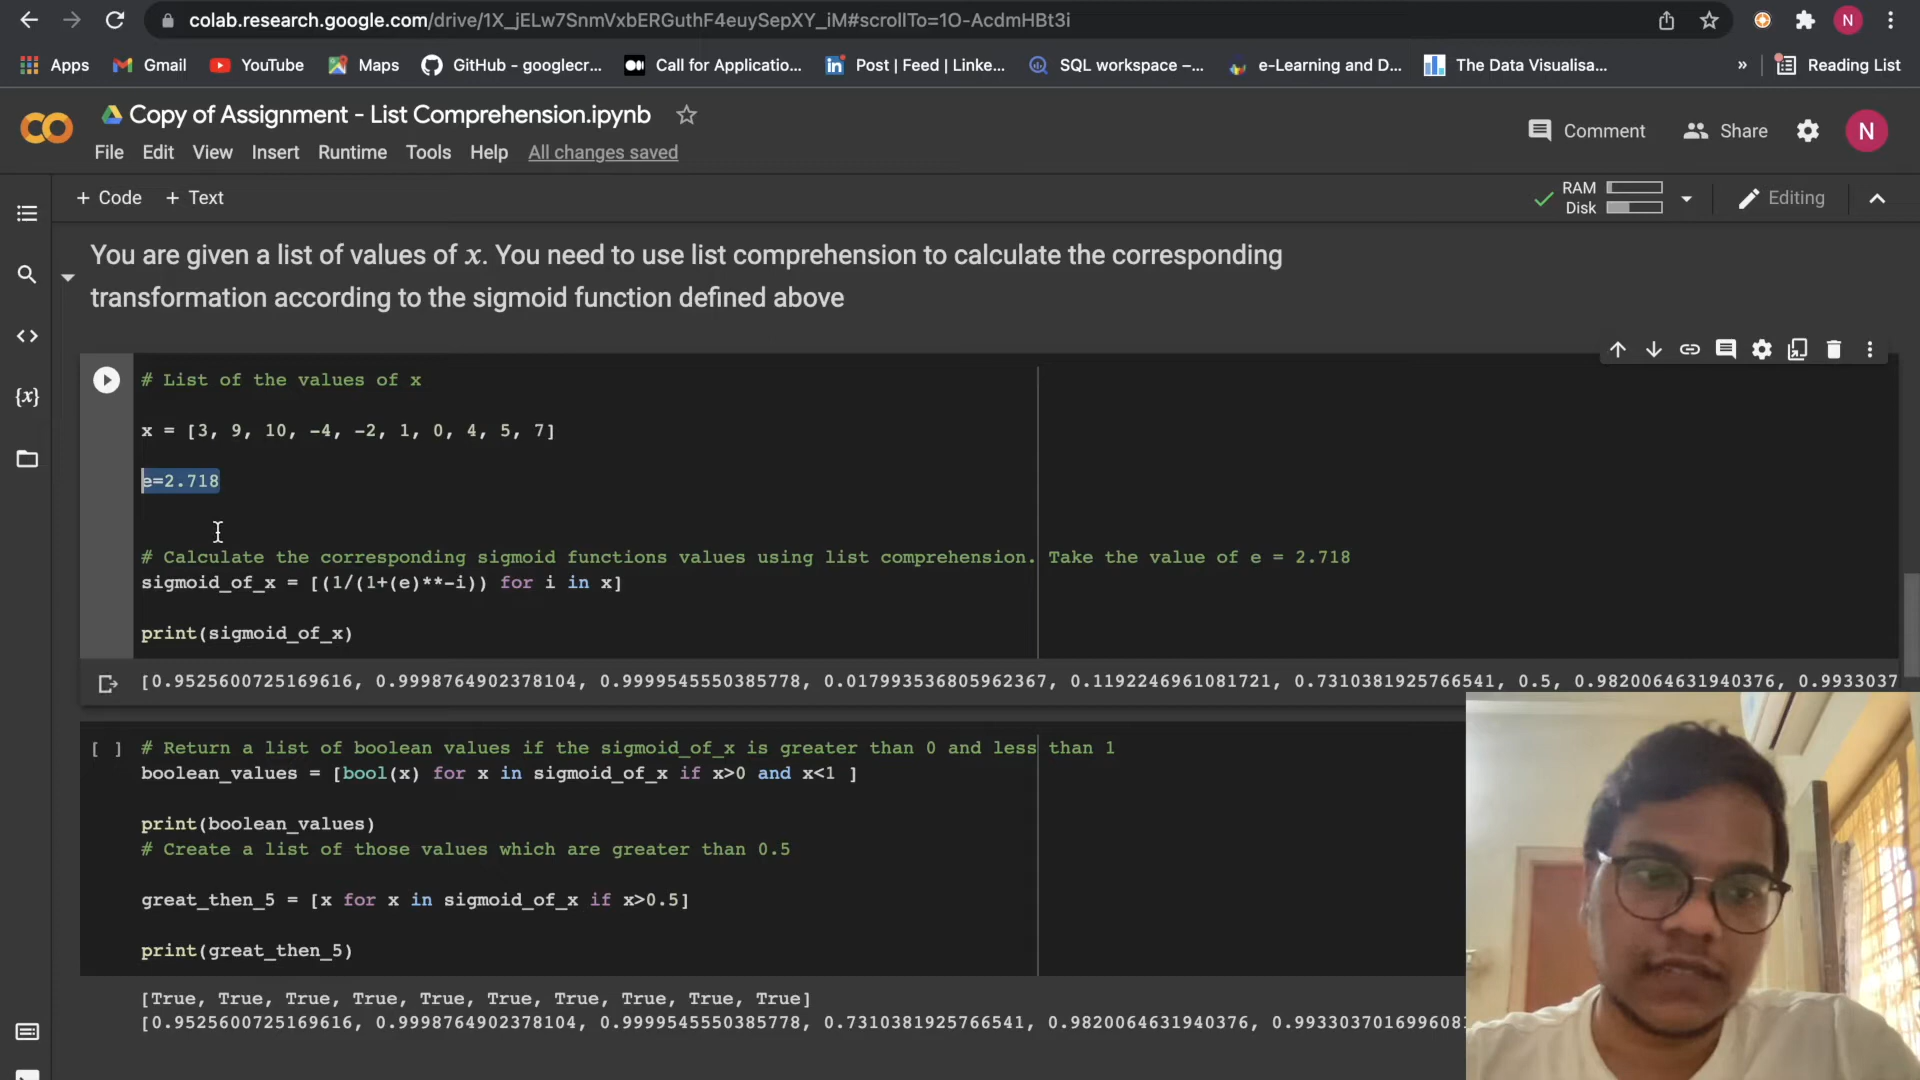 colab.research.google.com/drive/1X_jELw7SnmVxbERGuthF4euySepXY_iM#scrollTo=1O-AcdmHBt3i
N
Apps Gmail YouTube Maps GitHub - googlecr... Call for Applicatio... Post | Feed | Linke... SQL workspace –... e-Learning and D... The Data Visualisa... » Reading List
Copy of Assignment - List Comprehension.ipynb
Comment Share N
File Edit View Insert Runtime Tools Help All changes saved
+ Code + Text
RAM
Disk
Editing
You are given a list of values of x. You need to use list comprehension to calculate the corresponding
transformation according to the sigmoid function defined above
# List of the values of x
x = [3, 9, 10, -4, -2, 1, 0, 4, 5, 7]
e=2.718
# Calculate the corresponding sigmoid functions values using list comprehension. Take the value of e = 2.718
sigmoid_of_x = [(1/(1+(e)**-i)) for i in x]
print(sigmoid_of_x)
[0.9525600725169616, 0.9998764902378104, 0.9999545550385778, 0.017993536805962367, 0.1192246961081721, 0.7310381925766541, 0.5, 0.9820064631940376, 0.9933037
[ ] # Return a list of boolean values if the sigmoid_of_x is greater than 0 and less than 1
boolean_values = [bool(x) for x in sigmoid_of_x if x>0 and x<1 ]
print(boolean_values)
# Create a list of those values which are greater than 0.5
great_then_5 = [x for x in sigmoid_of_x if x>0.5]
print(great_then_5)
[True, True, True, True, True, True, True, True, True, True]
[0.9525600725169616, 0.9998764902378104, 0.9999545550385778, 0.7310381925766541, 0.9820064631940376, 0.9933037016996081